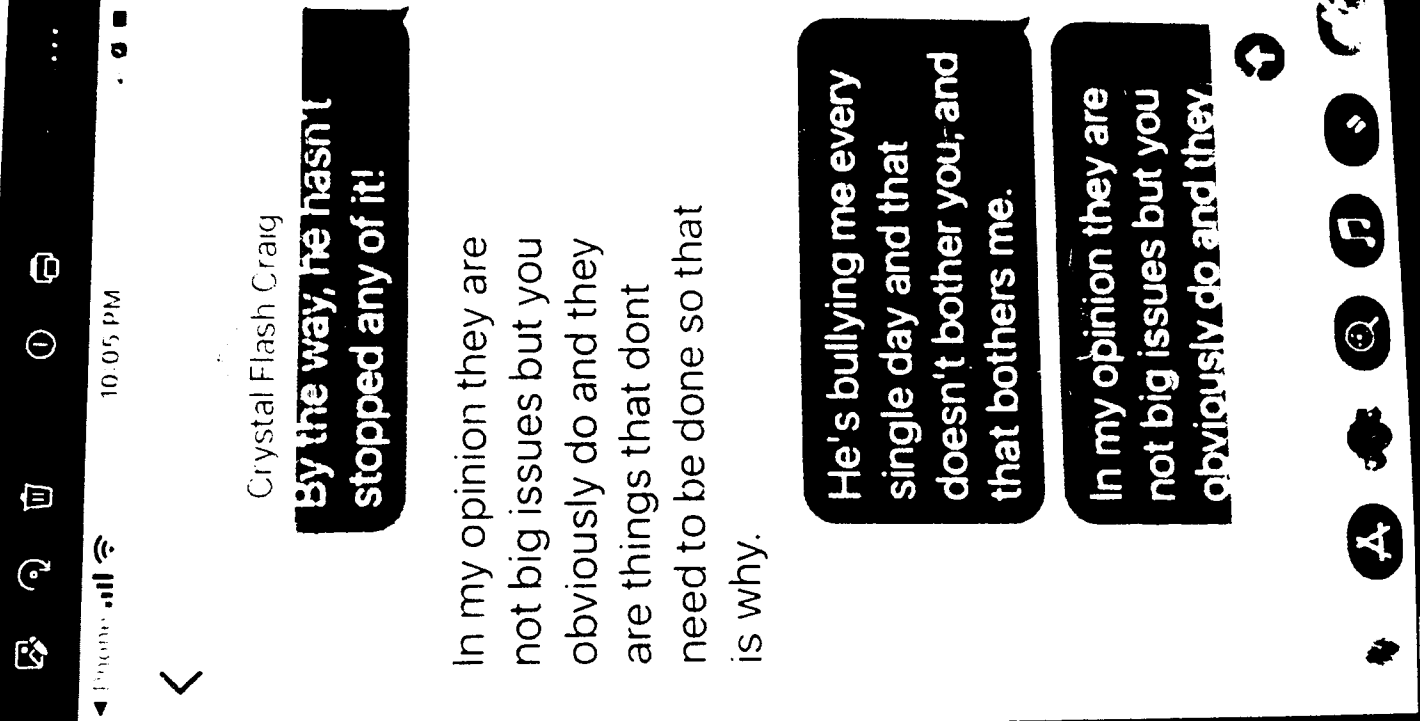 Phone
10:05 PM
Crystal Flash Craig
By the way, he hasn't
stopped any of it!
In my opinion they are
not big issues but you
obviously do and they
are things that dont
need to be done so that
is why.
He's bullying me every
single day and that
doesn't bother you, and
that bothers me.
In my opinion they are
not big issues but you
obviously do and they